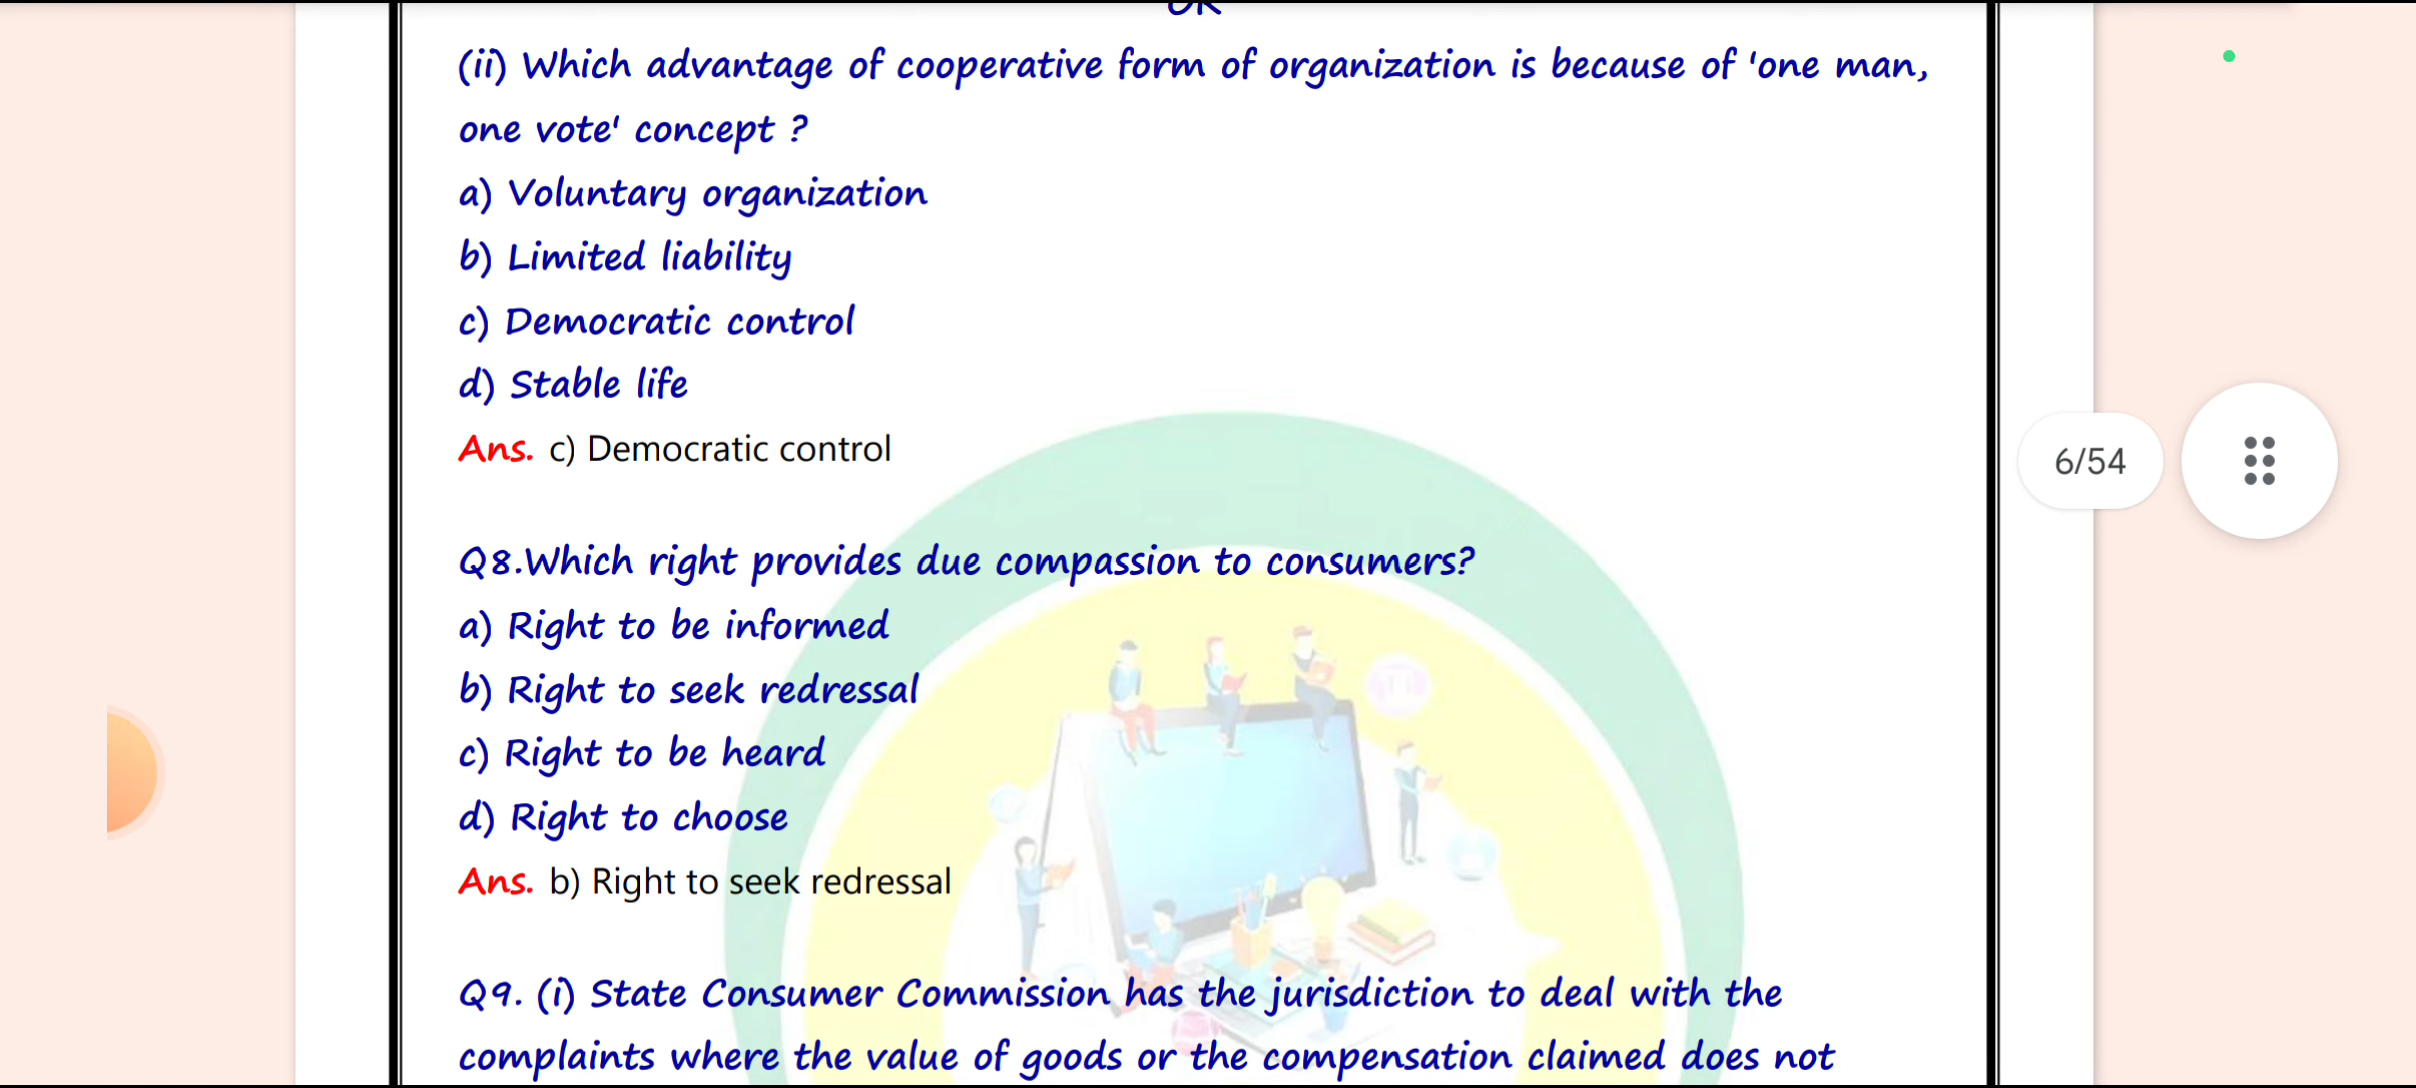 OR
(ii) Which advantage of cooperative form of organization is because of 'one man,
one vote' concept ?
a) Voluntary organization
b) Limited liability
c) Democratic control
d) Stable life
Ans. c) Democratic control
6/54
Q8.Which right provides due compassion to consumers?
a) Right to be informed
b) Right to seek redressal
c) Right to be heard
d) Right to choose
Ans. b) Right to seek redressal
Q9. (i) State Consumer Commission has the jurisdiction to deal with the
complaints where the value of goods or the compensation claimed does not